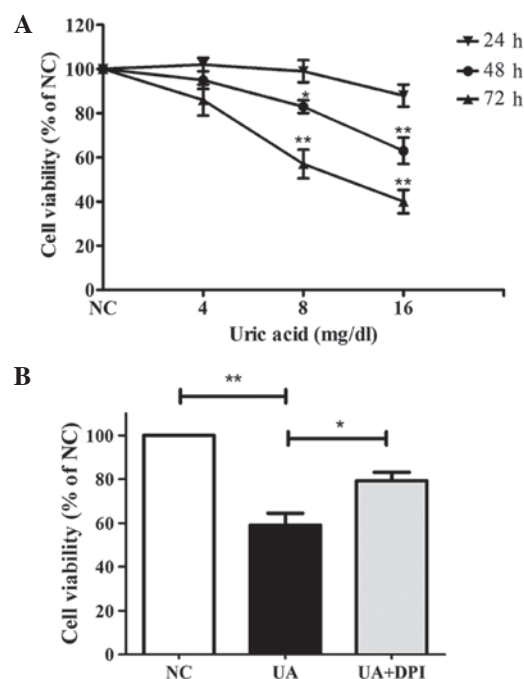 A
120
100
80
60
40
20
0
Cell viability (% of NC)
24 h
48 h
72 h
*
**
**
**
NC 4 8 16
Uric acid (mg/dl)
B
**
*
100
80
60
40
20
0
Cell viability (% of NC)
NC UA UA+DPI